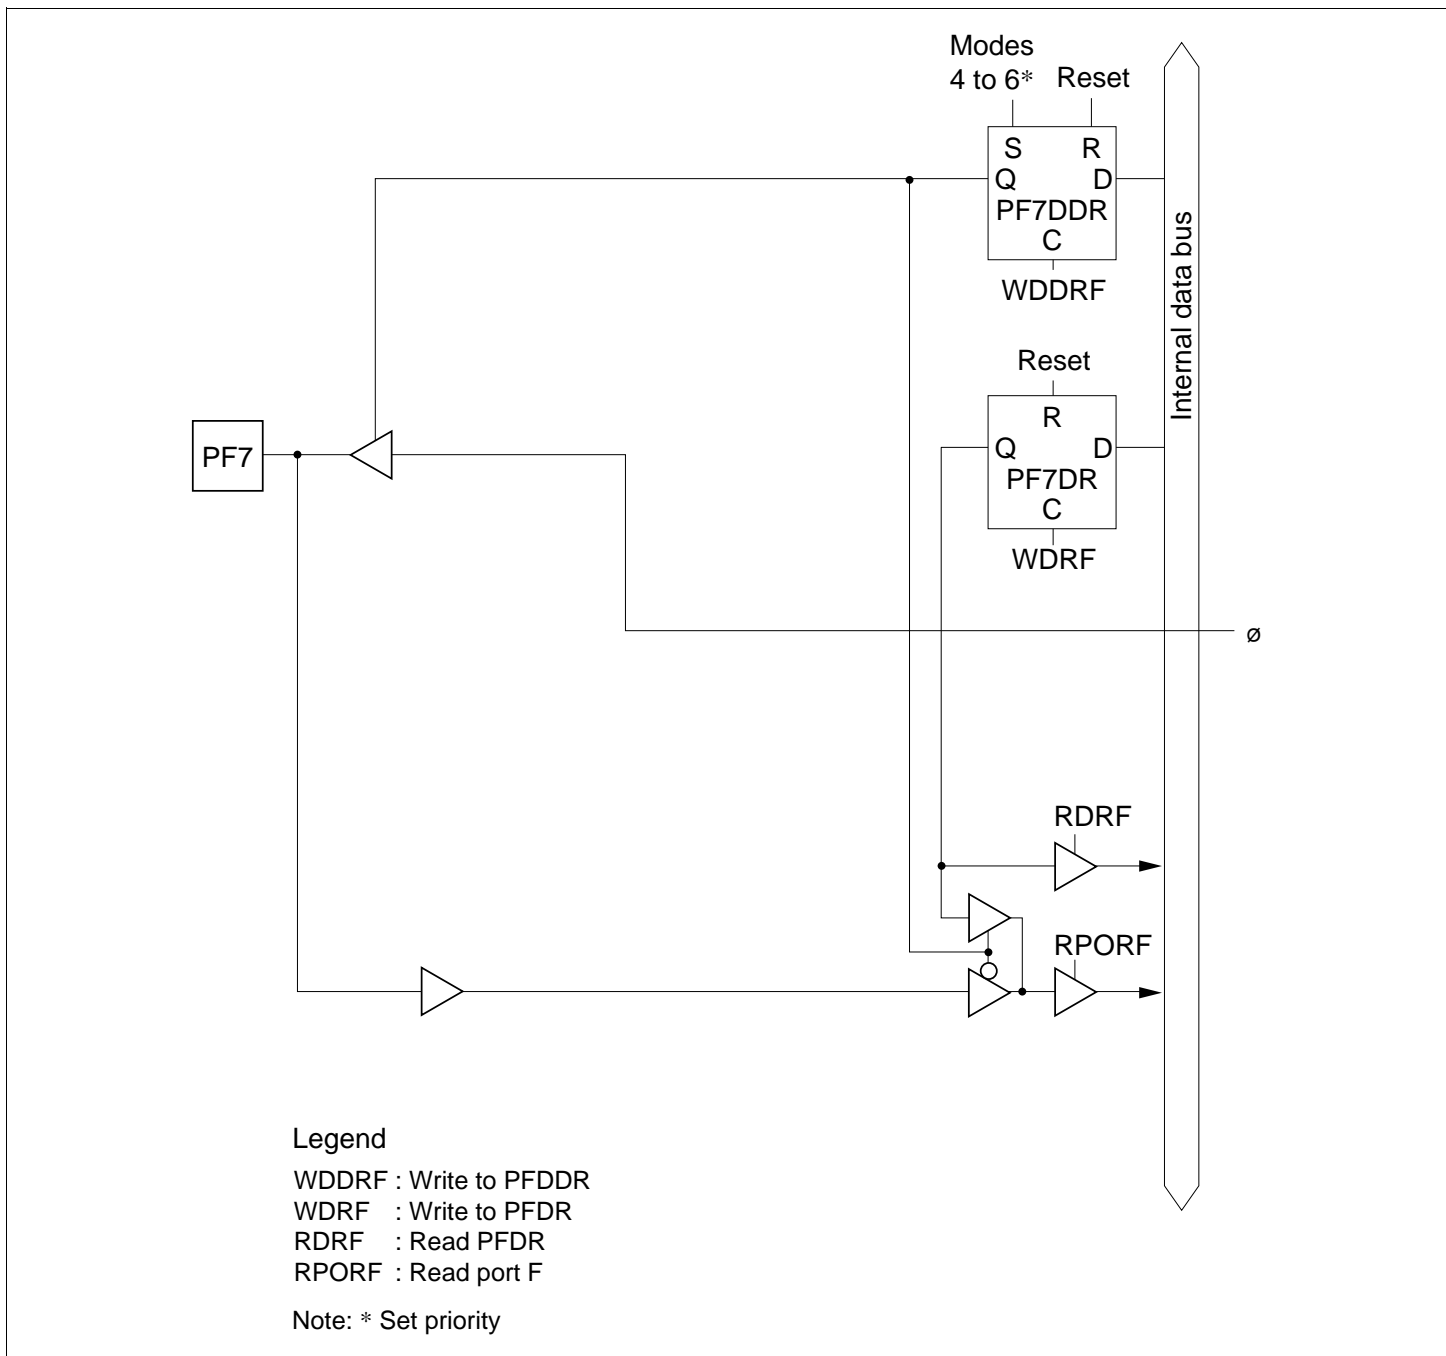 Modes
4 to 6*
Reset
S R
Q D
PF7DDR
C
WDDRF
Internal data bus
Reset
R
Q D
PF7DR
C
WDRF
PF7
ø
RDRF
RPORF
Legend
WDDRF : Write to PFDDR
WDRF : Write to PFDR
RDRF : Read PFDR
RPORF : Read port F
Note: * Set priority